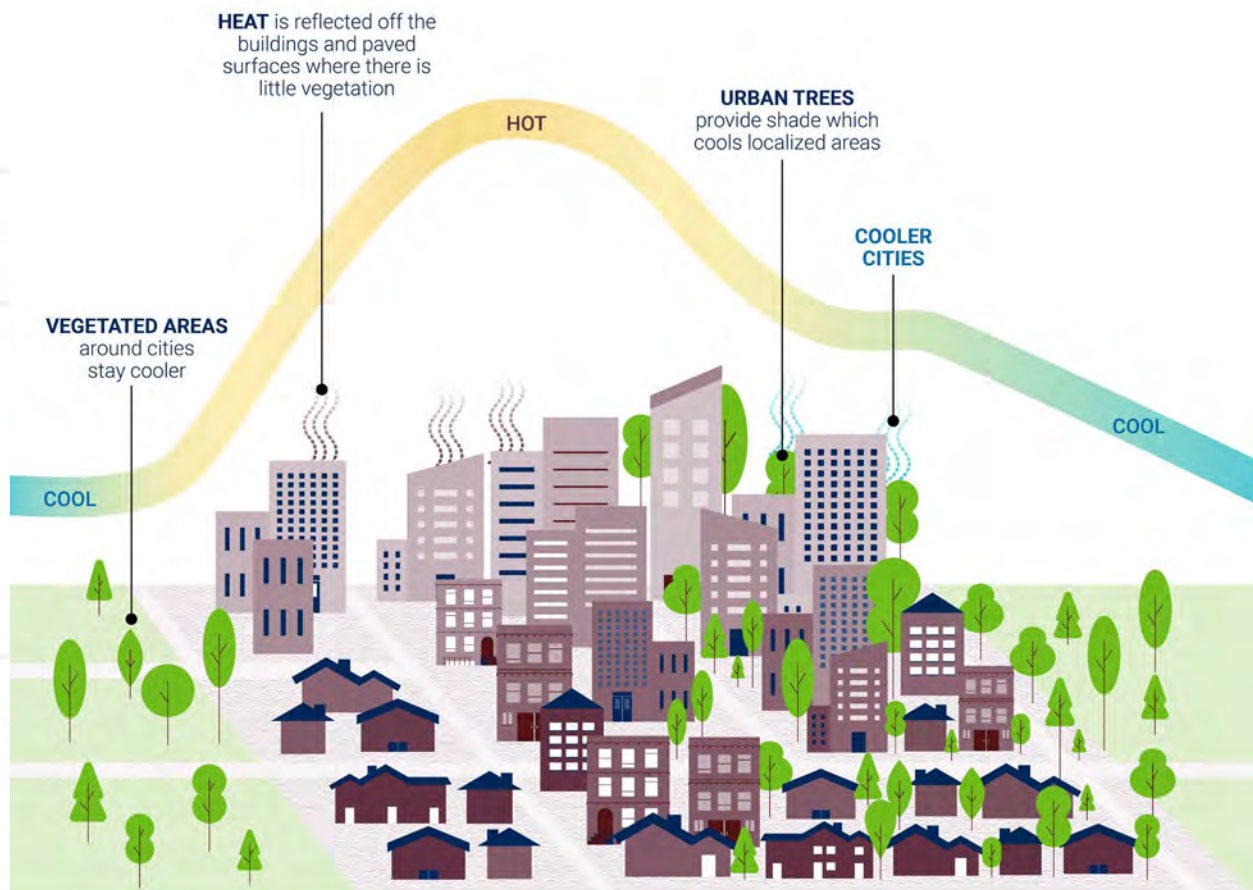 HEAT is reflected off the
buildings and paved
surfaces where there is
little vegetation
HOT
URBAN TREES
provide shade which
cools localized areas
COOLER
CITIES
VEGETATED AREAS
around cities
stay cooler
COOL
COOL